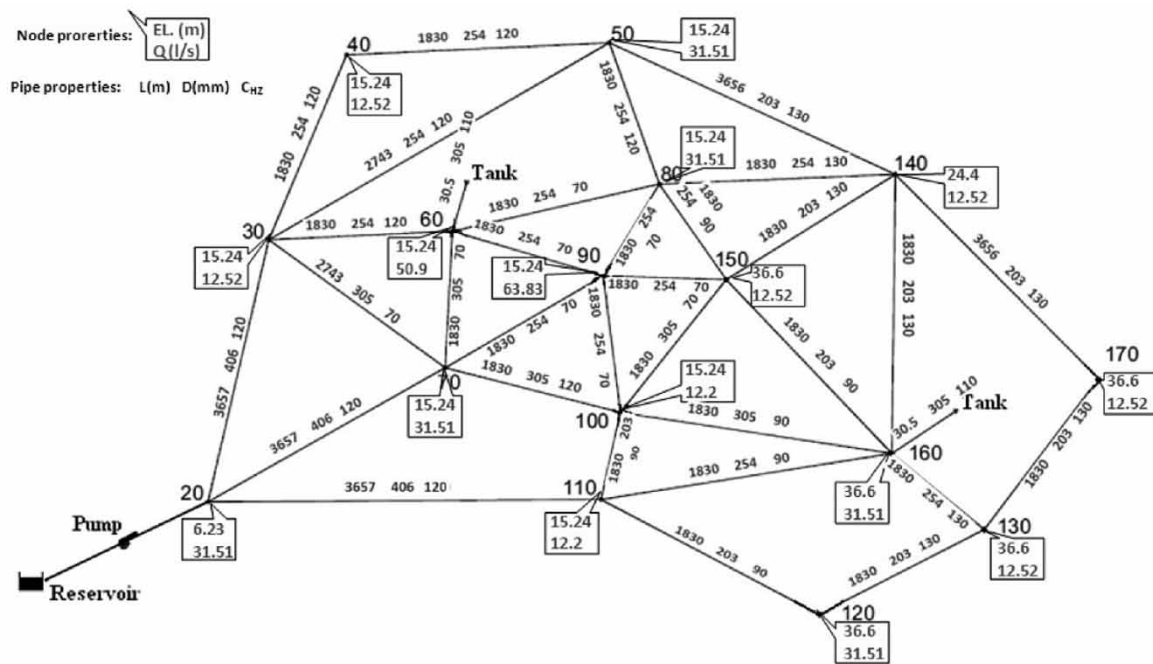 Node prorerties:
EL. (m)
Q (l/s)
Pipe properties: L(m) D(mm) C_HZ
40
15.24
12.52
1830 254 120
50
15.24
31.51
1830 254 120
2743 254 120
1830 254 120
3656 203 130
30.5 305 110
Tank
80
15.24
31.51
1830 254 130
140
24.4
12.52
30
15.24
12.52
1830 254 120
60
15.24
50.9
1830 254 70
1830 254 70
1830 254 70
1830 254 90
1830 203 130
90
15.24
63.83
1830 254 70
150
36.6
12.52
2743 305 70
1830 305 70
1830 254 70
1830 254 70
1830 305 70
1830 203 90
1830 203 130
3656 203 130
3657 406 120
70
15.24
31.51
1830 305 120
100
15.24
12.2
1830 305 90
30.5 305 110
Tank
170
36.6
12.52
3657 406 120
1830 203 90
1830 254 90
160
36.6
31.51
1830 254 130
1830 203 130
20
6.23
31.51
3657 406 120
110
15.24
12.2
Pump
Reservoir
1830 203 90
1830 203 130
130
36.6
12.52
120
36.6
31.51